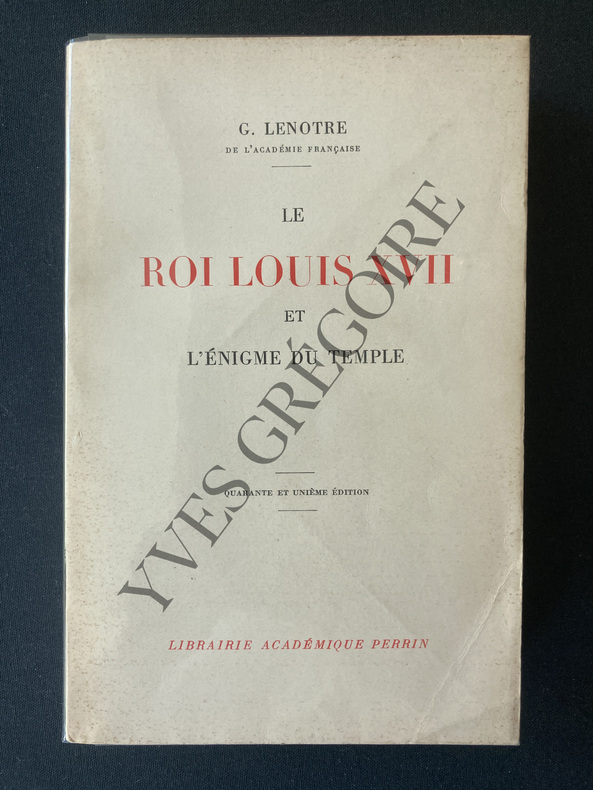 G. LENOTRE
DE L'ACADÉMIE FRANÇAISE
LE
ROI LOUIS XVII
ET
L'ÉNIGME DU TEMPLE
QUARANTE ET UNIÈME ÉDITION
LIBRAIRIE ACADÉMIQUE PERRIN
YVES GRÉGOIRE